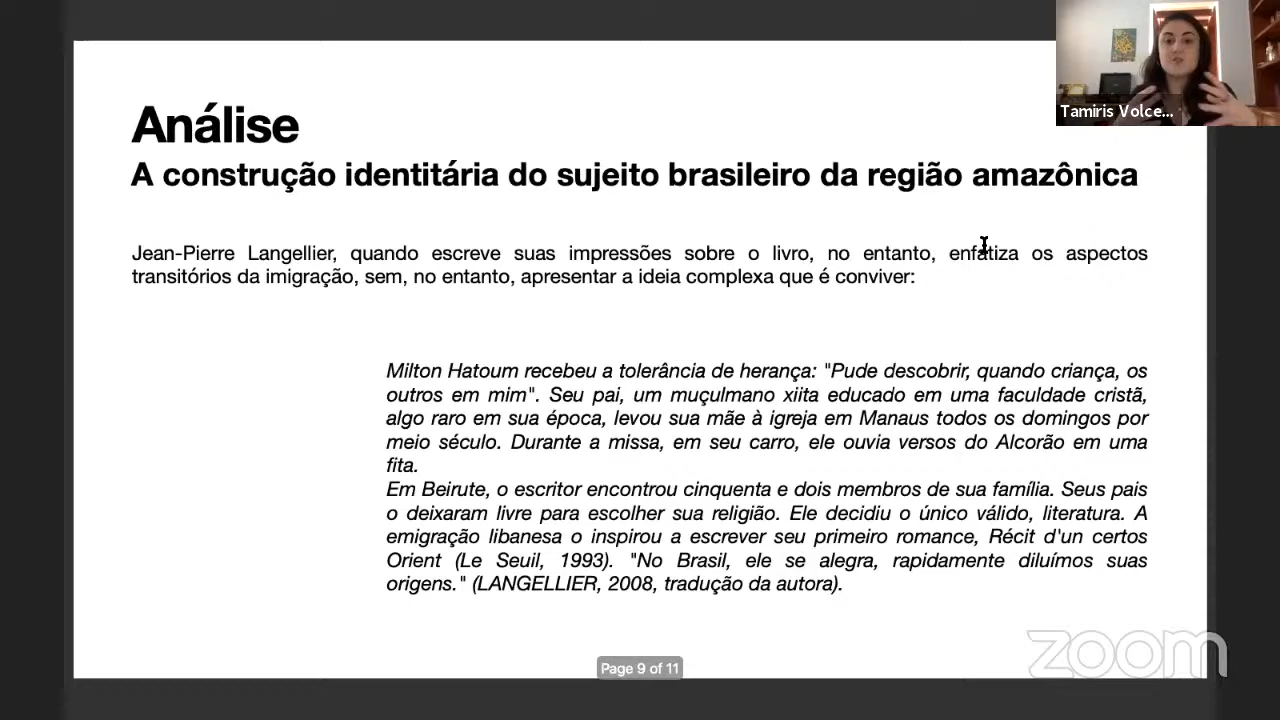 Análise
A construção identitária do sujeito brasileiro da região amazônica
Jean-Pierre Langellier, quando escreve suas impressões sobre o livro, no entanto, enfatiza os aspectos
transitórios da imigração, sem, no entanto, apresentar a ideia complexa que é conviver:
Milton Hatoum recebeu a tolerância de herança: "Pude descobrir, quando criança, os
outros em mim". Seu pai, um muçulmano xiita educado em uma faculdade cristã,
algo raro em sua época, levou sua mãe à igreja em Manaus todos os domingos por
meio século. Durante a missa, em seu carro, ele ouvia versos do Alcorão em uma
fita.
Em Beirute, o escritor encontrou cinquenta e dois membros de sua família. Seus pais
o deixaram livre para escolher sua religião. Ele decidiu o único válido, literatura. A
emigração libanesa o inspirou a escrever seu primeiro romance, Récit d'un certos
Orient (Le Seuil, 1993). "No Brasil, ele se alegra, rapidamente diluímos suas
origens." (LANGELLIER, 2008, tradução da autora).
Tamiris Volce...
Page 9 of 11
zoom